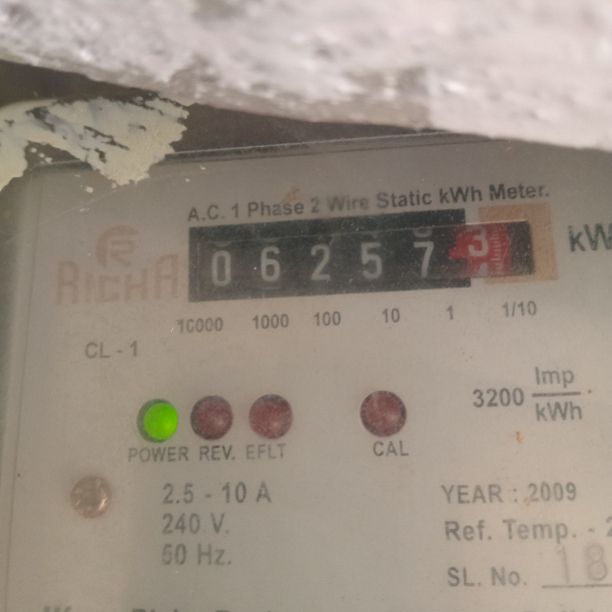 A.C. 1 Phase 2 Wire Static kWh Meter.
RICHA
0 6 2 5 7 3
10000 1000 100 10 1 1/10
CL - 1
3200 Imp
kWh
POWER REV. EFLT CAL
2.5 - 10 A
YEAR : 2009
240 V.
Ref. Temp. -
50 Hz.
SL. No. 18